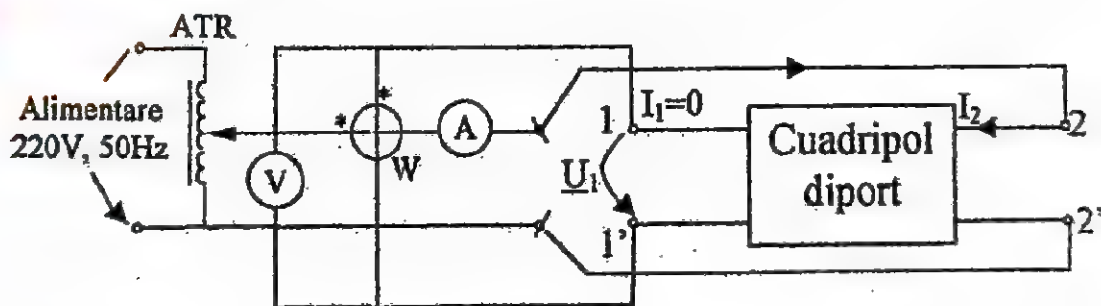 ATR
Alimentare
220V, 50Hz
V
*
*
W
A
1
I₁=0
U₁
1'
Cuadripol
diport
I₂
2
2'